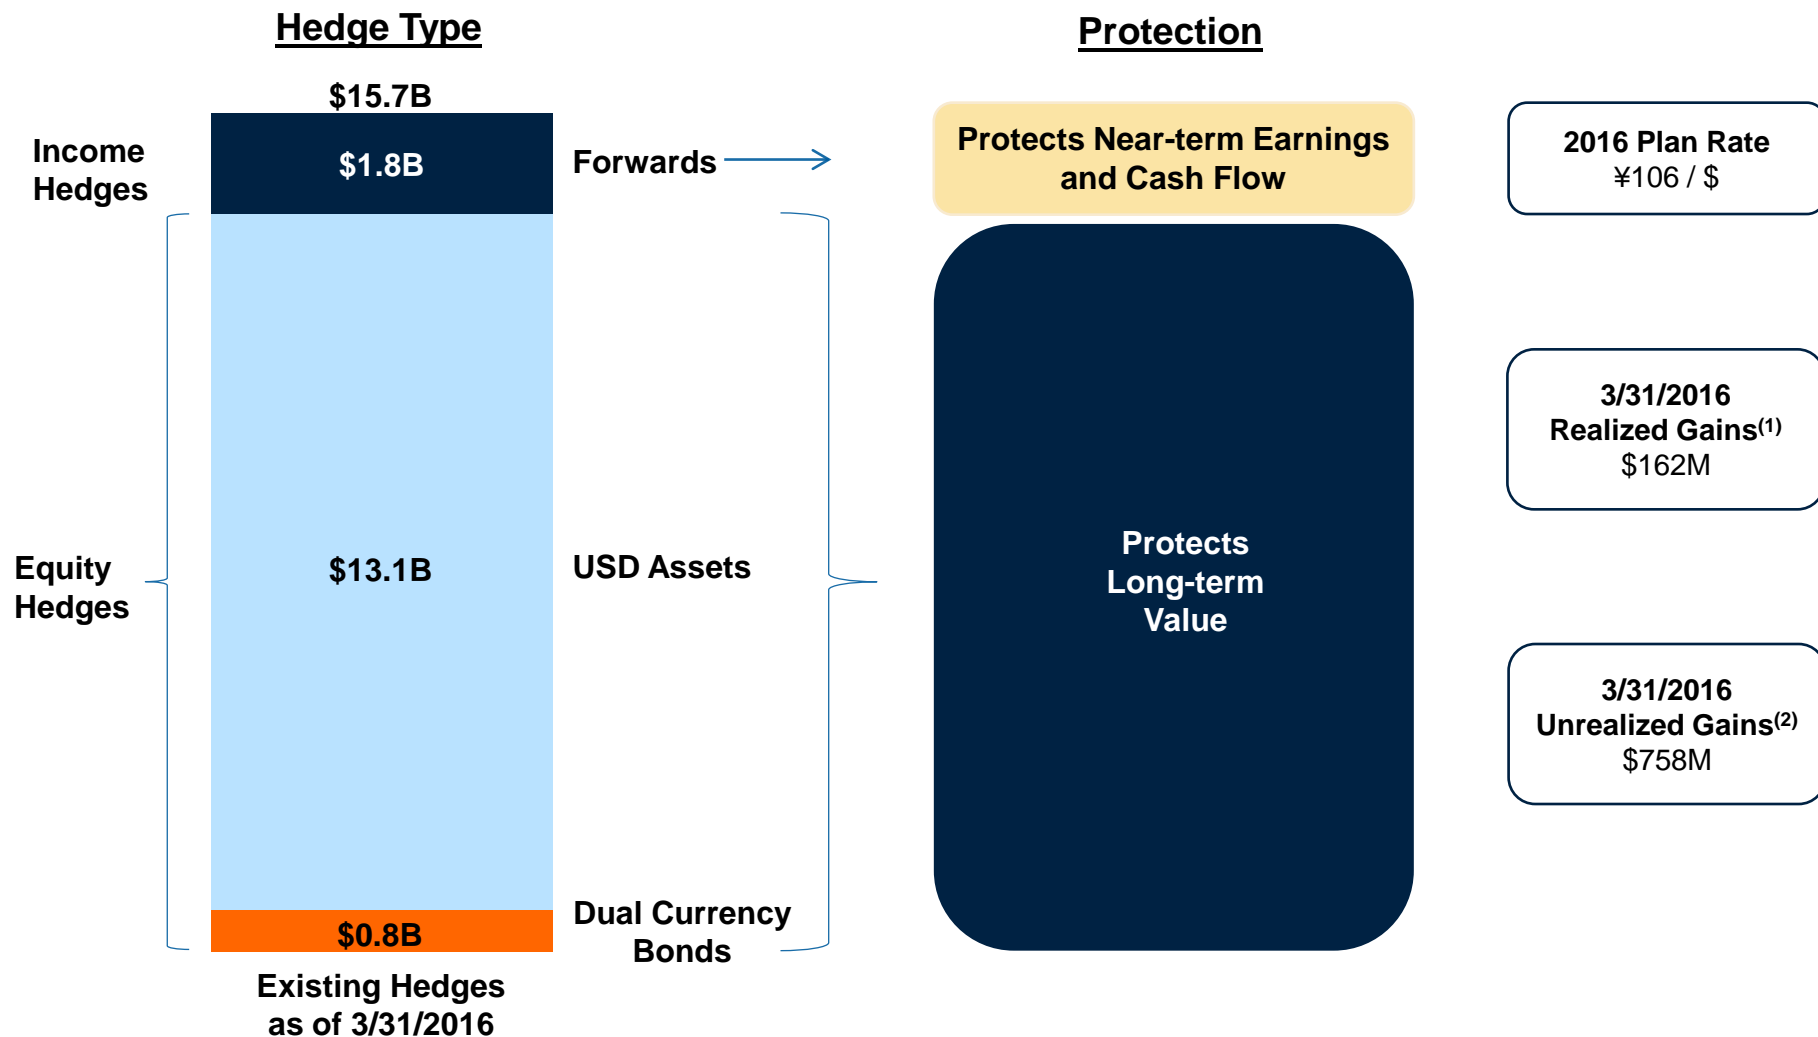 Hedge Type
Protection
$15.7B
Income
Hedges
$1.8B
Forwards
Protects Near-term Earnings
and Cash Flow
2016 Plan Rate
¥106 / $
3/31/2016
Realized Gains(1)
$162M
Equity
Hedges
$13.1B
USD Assets
Protects
Long-term
Value
3/31/2016
Unrealized Gains(2)
$758M
$0.8B
Dual Currency
Bonds
Existing Hedges
as of 3/31/2016